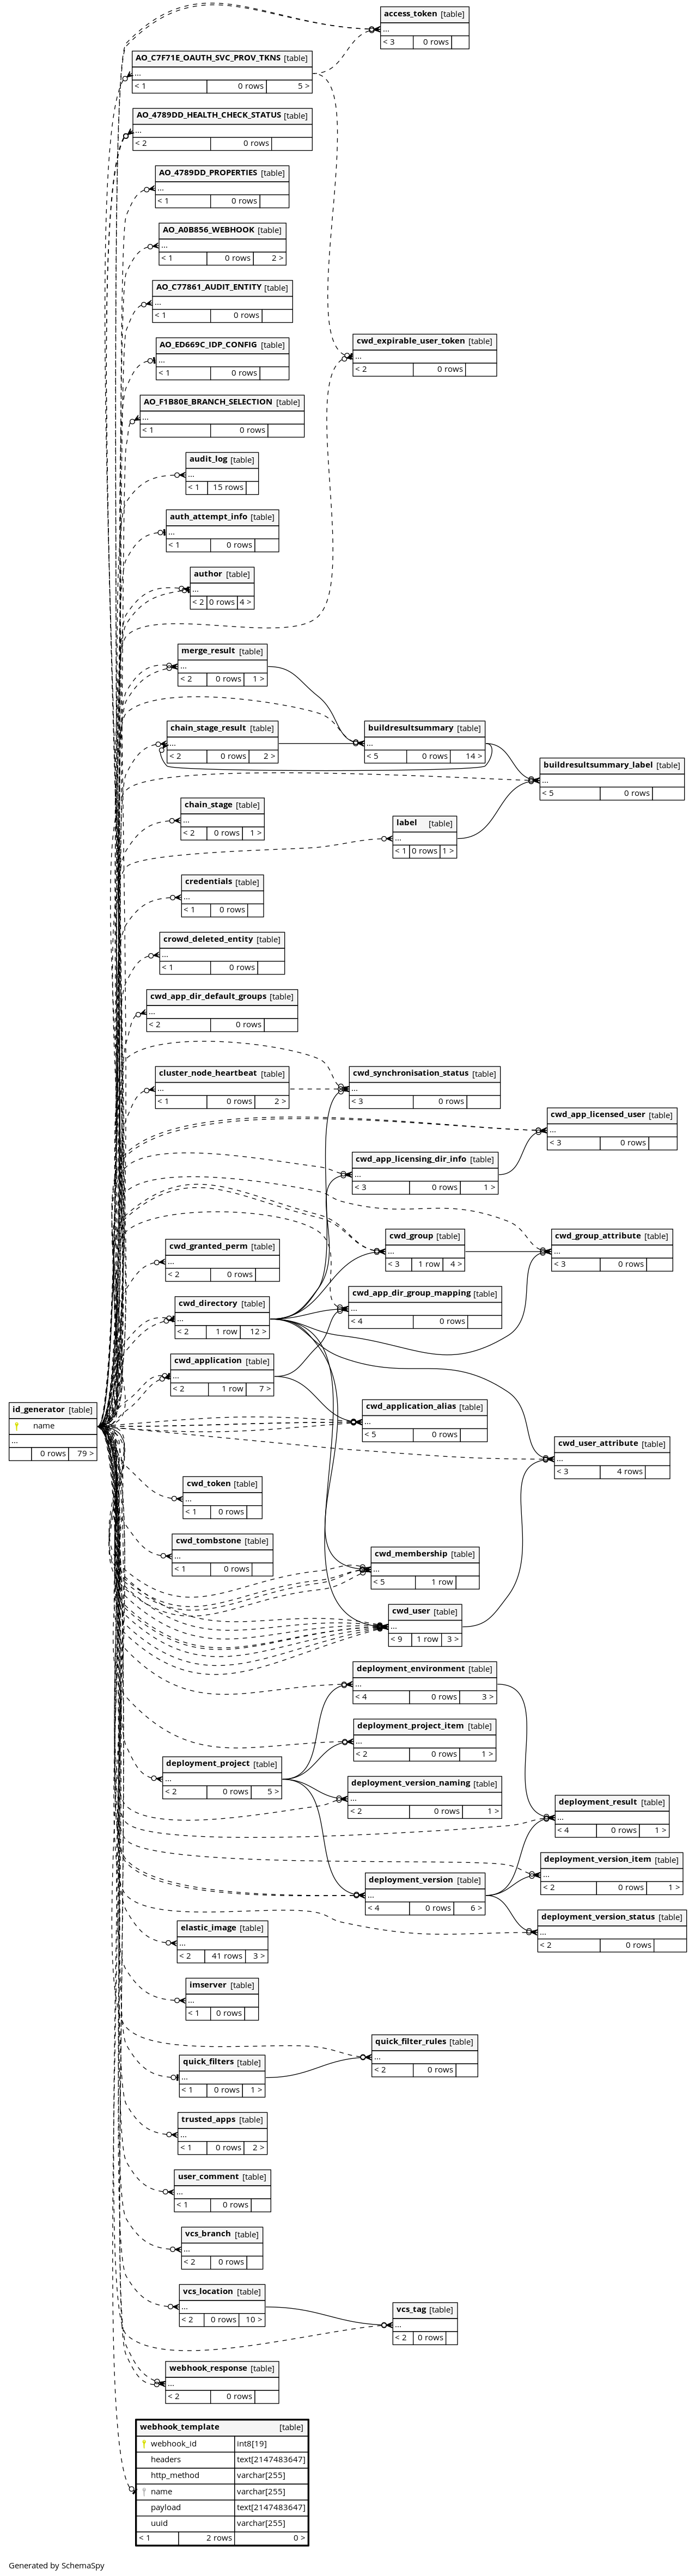 access_token [table]
...
< 3 0 rows
AO_C7F71E_OAUTH_SVC_PROV_TKNS [table]
...
< 1 0 rows 5 >
AO_4789DD_HEALTH_CHECK_STATUS [table]
...
< 2 0 rows
AO_4789DD_PROPERTIES [table]
...
< 1 0 rows
AO_A0B856_WEBHOOK [table]
...
< 1 0 rows 2 >
AO_C77861_AUDIT_ENTITY [table]
...
< 1 0 rows
AO_ED669C_IDP_CONFIG [table]
...
< 1 0 rows
cwd_expirable_user_token [table]
...
< 2 0 rows
AO_F1B80E_BRANCH_SELECTION [table]
...
< 1 0 rows
audit_log [table]
...
< 1 15 rows
auth_attempt_info [table]
...
< 1 0 rows
author [table]
...
< 2 0 rows 4 >
merge_result [table]
...
< 2 0 rows 1 >
chain_stage_result [table]
...
< 2 0 rows 2 >
buildresultsummary [table]
...
< 5 0 rows 14 >
buildresultsummary_label [table]
...
< 5 0 rows
chain_stage [table]
...
< 2 0 rows 1 >
label [table]
...
< 1 0 rows 1 >
credentials [table]
...
< 1 0 rows
crowd_deleted_entity [table]
...
< 1 0 rows
cwd_app_dir_default_groups [table]
...
< 2 0 rows
cluster_node_heartbeat [table]
...
< 1 0 rows 2 >
cwd_synchronisation_status [table]
...
< 3 0 rows
cwd_app_licensed_user [table]
...
< 3 0 rows
cwd_app_licensing_dir_info [table]
...
< 3 0 rows 1 >
cwd_granted_perm [table]
...
< 2 0 rows
cwd_group [table]
...
< 3 1 row 4 >
cwd_group_attribute [table]
...
< 3 0 rows
cwd_directory [table]
...
< 2 1 row 12 >
cwd_app_dir_group_mapping [table]
...
< 4 0 rows
cwd_application [table]
...
< 2 1 row 7 >
id_generator [table]
name
...
0 rows 79 >
cwd_application_alias [table]
...
< 5 0 rows
cwd_user_attribute [table]
...
< 3 4 rows
cwd_token [table]
...
< 1 0 rows
cwd_tombstone [table]
...
< 1 0 rows
cwd_membership [table]
...
< 5 1 row
cwd_user [table]
...
< 9 1 row 3 >
deployment_environment [table]
...
< 4 0 rows 3 >
deployment_project_item [table]
...
< 2 0 rows 1 >
deployment_project [table]
...
< 2 0 rows 5 >
deployment_version_naming [table]
...
< 2 0 rows 1 >
deployment_result [table]
...
< 4 0 rows 1 >
deployment_version_item [table]
...
< 2 0 rows 1 >
deployment_version [table]
...
< 4 0 rows 6 >
deployment_version_status [table]
...
< 2 0 rows
elastic_image [table]
...
< 2 41 rows 3 >
imserver [table]
...
< 1 0 rows
quick_filters [table]
...
< 1 0 rows 1 >
quick_filter_rules [table]
...
< 2 0 rows
trusted_apps [table]
...
< 1 0 rows 2 >
user_comment [table]
...
< 1 0 rows
vcs_branch [table]
...
< 2 0 rows
vcs_location [table]
...
< 2 0 rows 10 >
vcs_tag [table]
...
< 2 0 rows
webhook_response [table]
...
< 2 0 rows
webhook_template [table]
webhook_id int8[19]
headers text[2147483647]
http_method varchar[255]
name varchar[255]
payload text[2147483647]
uuid varchar[255]
< 1 2 rows 0 >
Generated by SchemaSpy